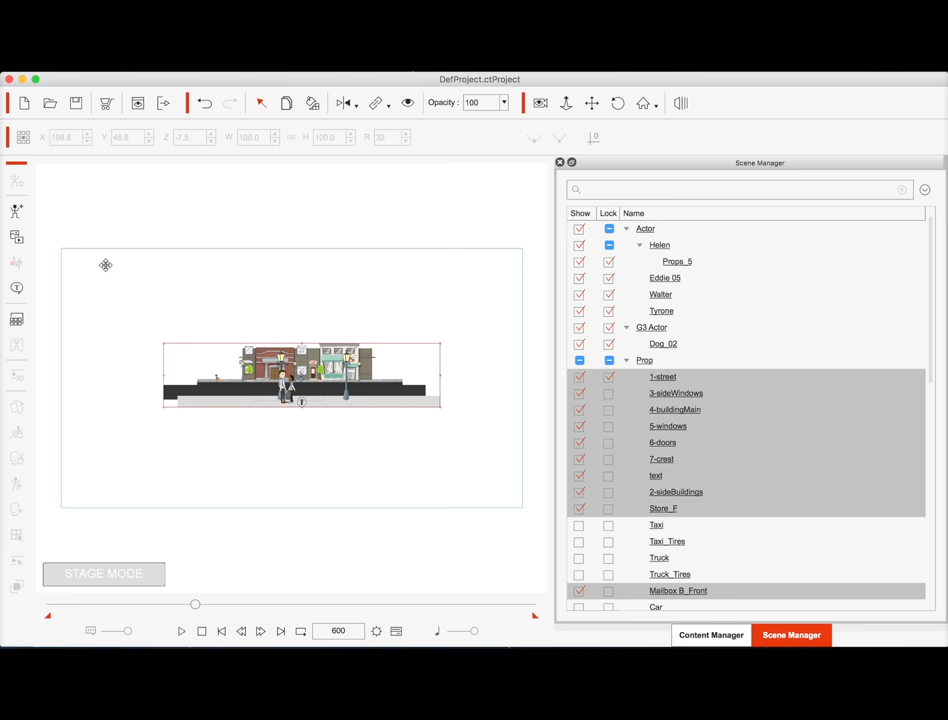 DefProject.ctProject
Opacity : 100
X 198.8 Y 48.8 Z -7.5 W 100.0 H 100.0 R 32
Scene Manager
Show Lock Name
Actor
Helen
Props_5
Eddie 05
Walter
Tyrone
G3 Actor
Dog_02
Prop
1-street
3-sideWindows
4-buildingMain
5-windows
6-doors
7-crest
text
2-sideBuildings
Store_F
Taxi
Taxi_Tires
Truck
Truck_Tires
Mailbox B_Front
Car
STAGE MODE
600
Content Manager Scene Manager